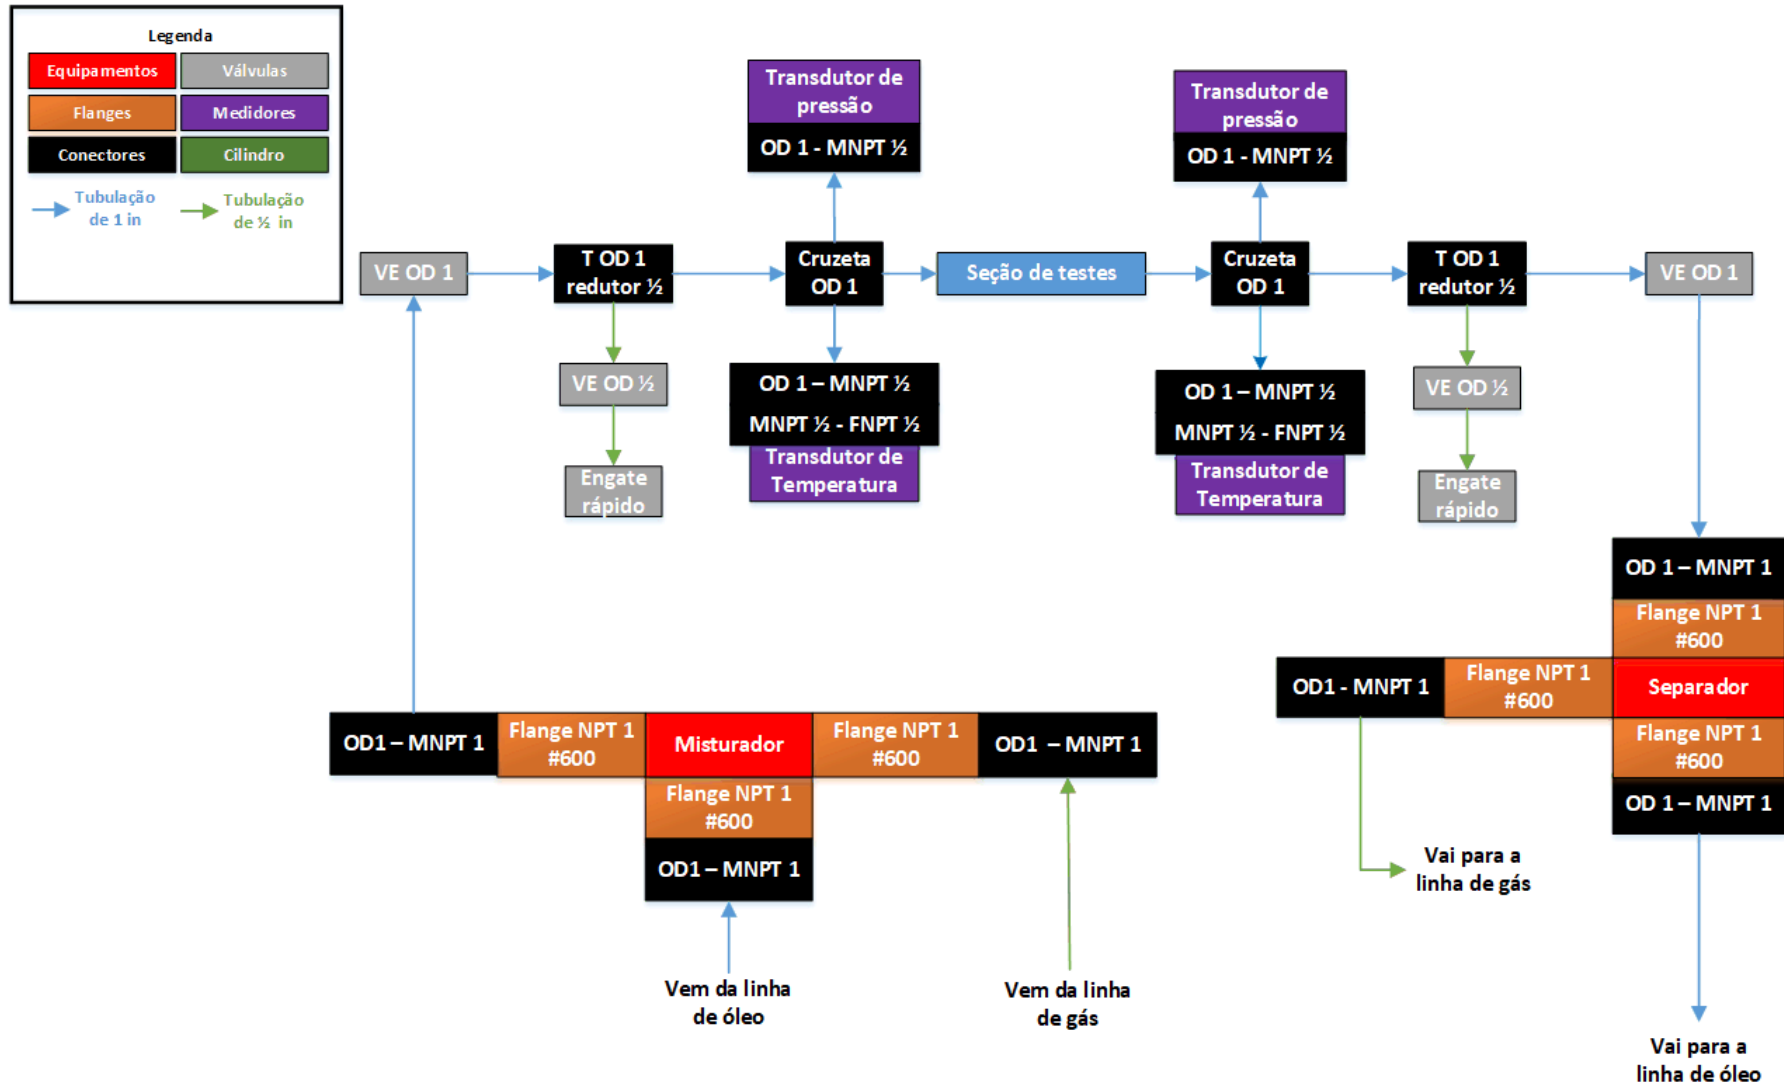 Legenda
Equipamentos
Válvulas
Flanges
Medidores
Conectores
Cilindro
Tubulação
de 1 in
Tubulação
de ½ in
Transdutor de
pressão
OD 1 - MNPT ½
Transdutor de
pressão
OD 1 - MNPT ½
VE OD 1
T OD 1
redutor ½
Cruzeta
OD 1
Seção de testes
Cruzeta
OD 1
T OD 1
redutor ½
VE OD 1
VE OD ½
OD 1 – MNPT ½
MNPT ½ - FNPT ½
Transdutor de
Temperatura
OD 1 – MNPT ½
MNPT ½ - FNPT ½
Transdutor de
Temperatura
VE OD ½
Engate
rápido
Engate
rápido
OD 1 – MNPT 1
Flange NPT 1
#600
OD1 - MNPT 1
Flange NPT 1
#600
Separador
Flange NPT 1
#600
OD 1 – MNPT 1
OD1 – MNPT 1
Flange NPT 1
#600
Misturador
Flange NPT 1
#600
OD1 – MNPT 1
Flange NPT 1
#600
OD1 – MNPT 1
Vai para a
linha de gás
Vem da linha
de óleo
Vem da linha
de gás
Vai para a
linha de óleo